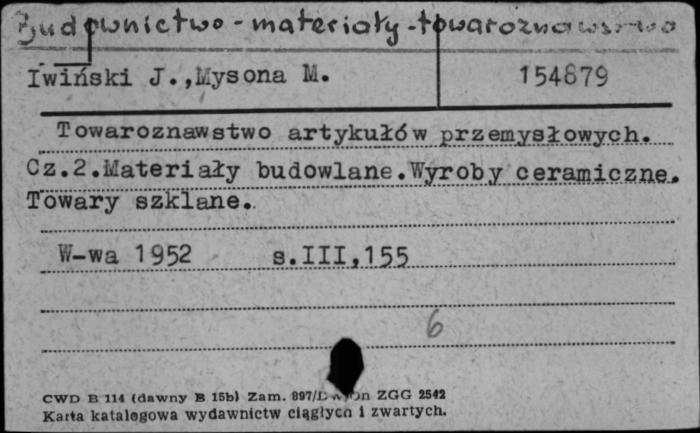 Budownictwo - materiały - towaroznawstwo
Iwiński J.,Mysona M. 154879
Towaroznawstwo artykułów przemysłowych.
Cz.2.Materiały budowlane.Wyroby ceramiczne.
Towary szklane.
W-wa 1952 s.III,155
6
CWD B 114 (dawny B 15b) Zam. 897/D ZGG 2542
Karta katalogowa wydawnictw ciągłych i zwartych.